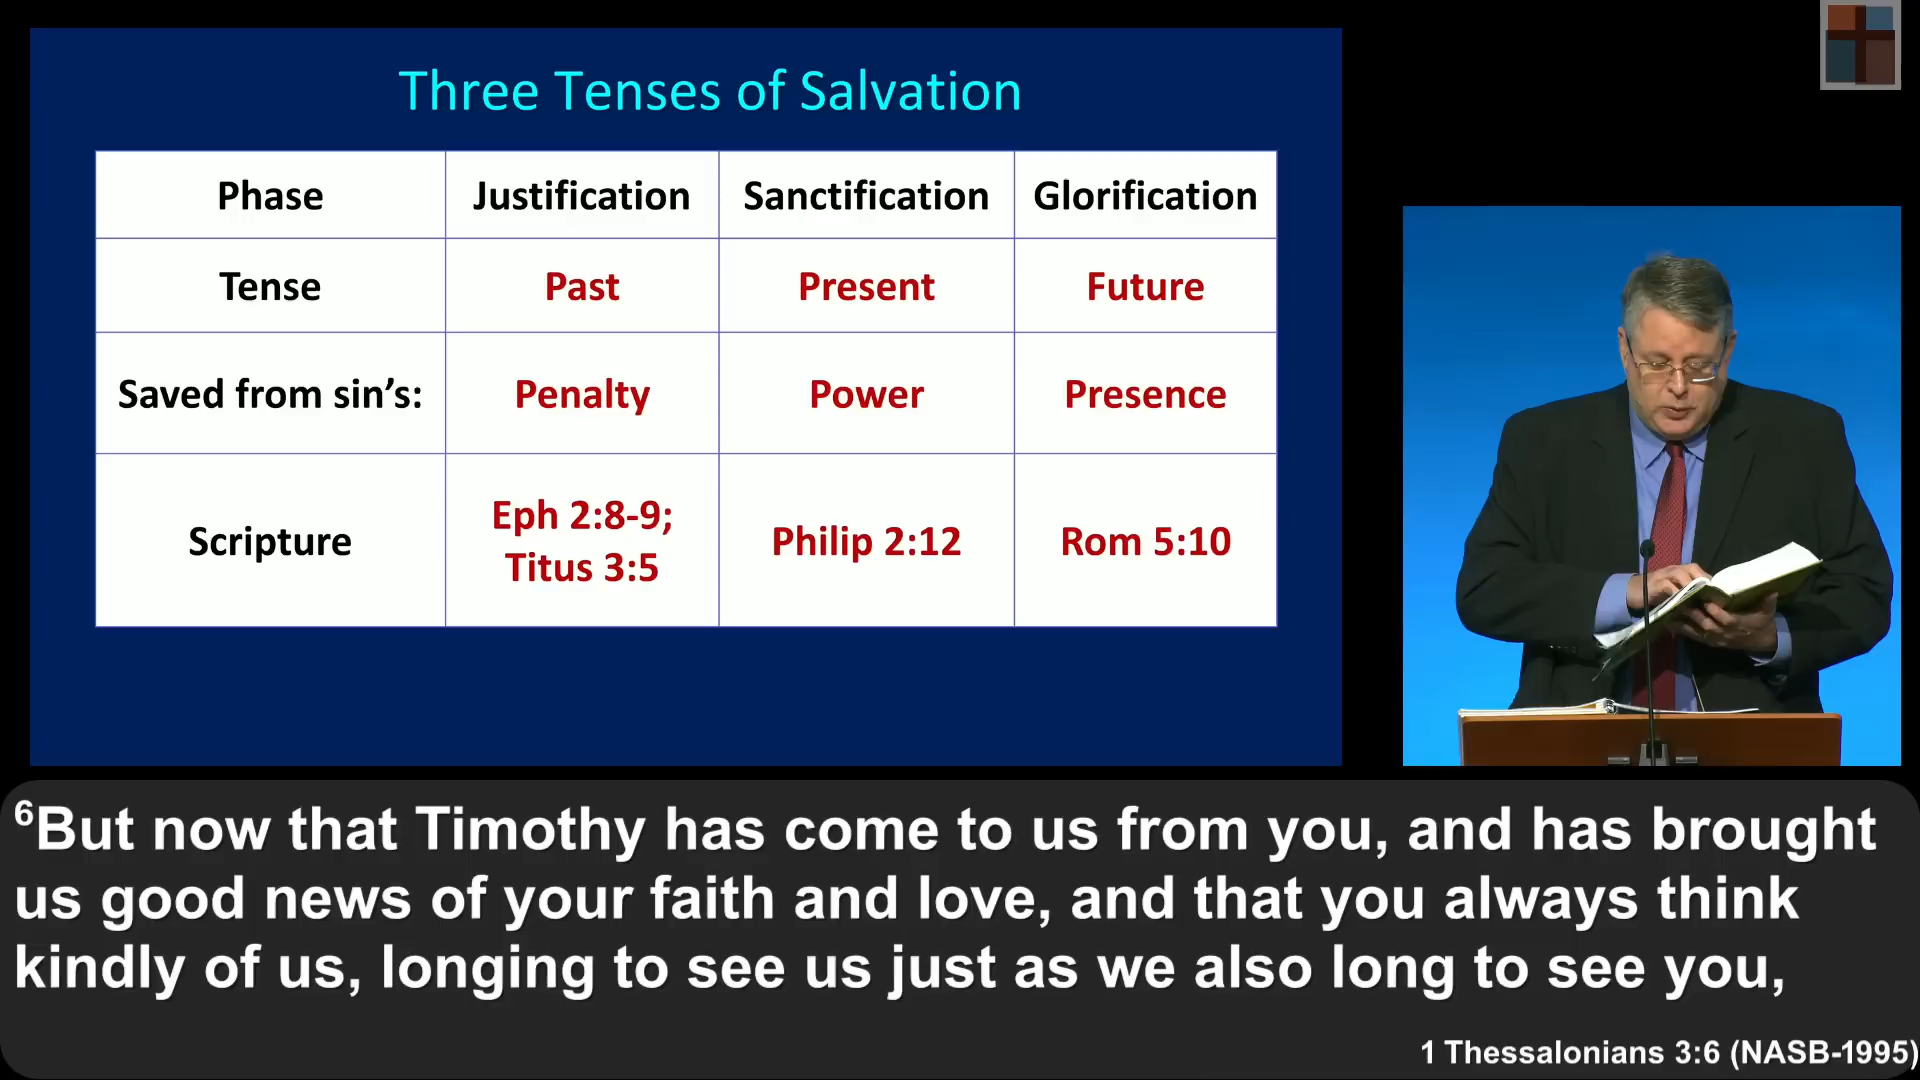 Three Tenses of Salvation
Phase Justification Sanctification Glorification
Tense Past Present Future
Saved from sin’s: Penalty Power Presence
Scripture Eph 2:8-9; Titus 3:5 Philip 2:12 Rom 5:10
6But now that Timothy has come to us from you, and has brought
us good news of your faith and love, and that you always think
kindly of us, longing to see us just as we also long to see you,
1 Thessalonians 3:6 (NASB-1995)